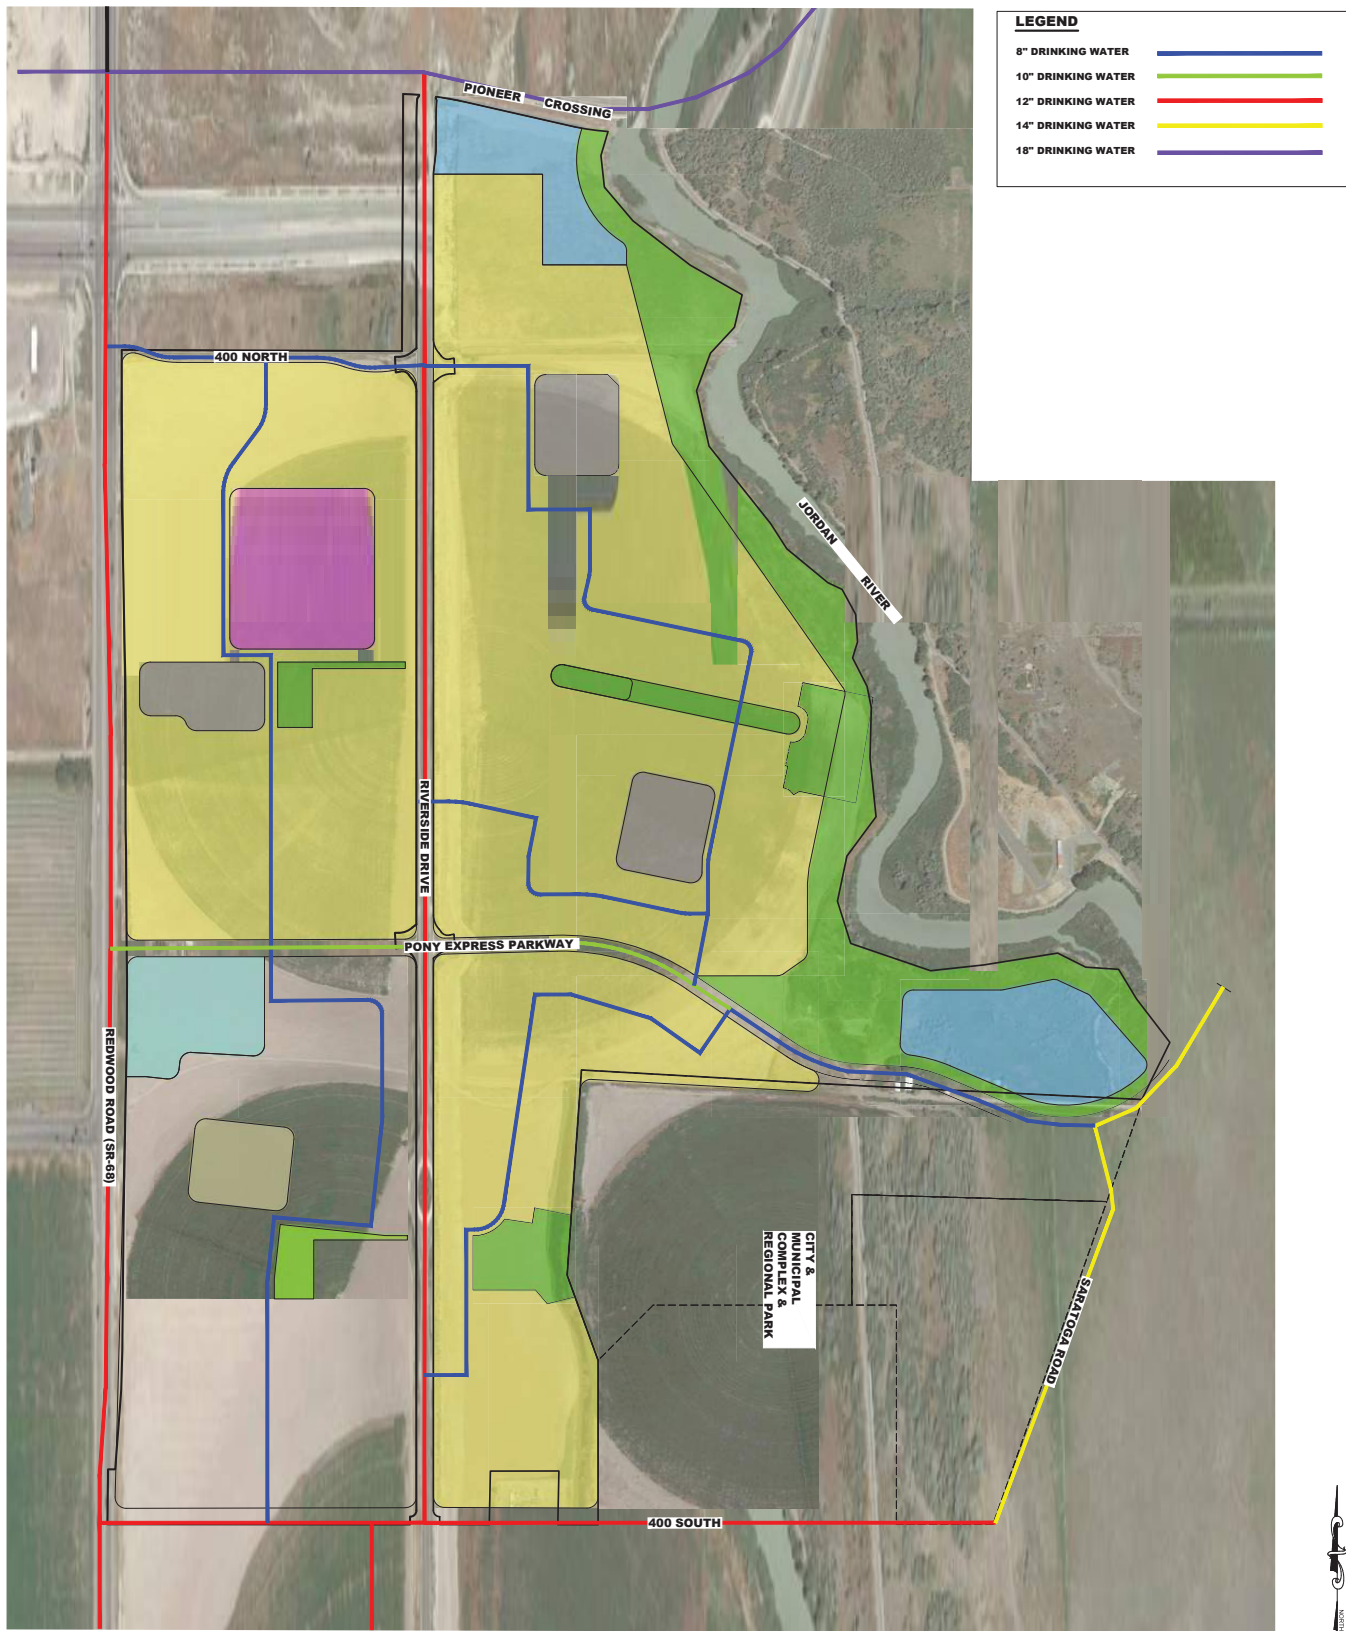 LEGEND
8" DRINKING WATER
10" DRINKING WATER
12" DRINKING WATER
14" DRINKING WATER
18" DRINKING WATER
PIONEER CROSSING
400 NORTH
JORDAN RIVER
RIVERSIDE DRIVE
PONY EXPRESS PARKWAY
REDWOOD ROAD (SR-68)
CITY &
MUNICIPAL
COMPLEX &
REGIONAL PARK
SARATOGA ROAD
400 SOUTH
NORTH